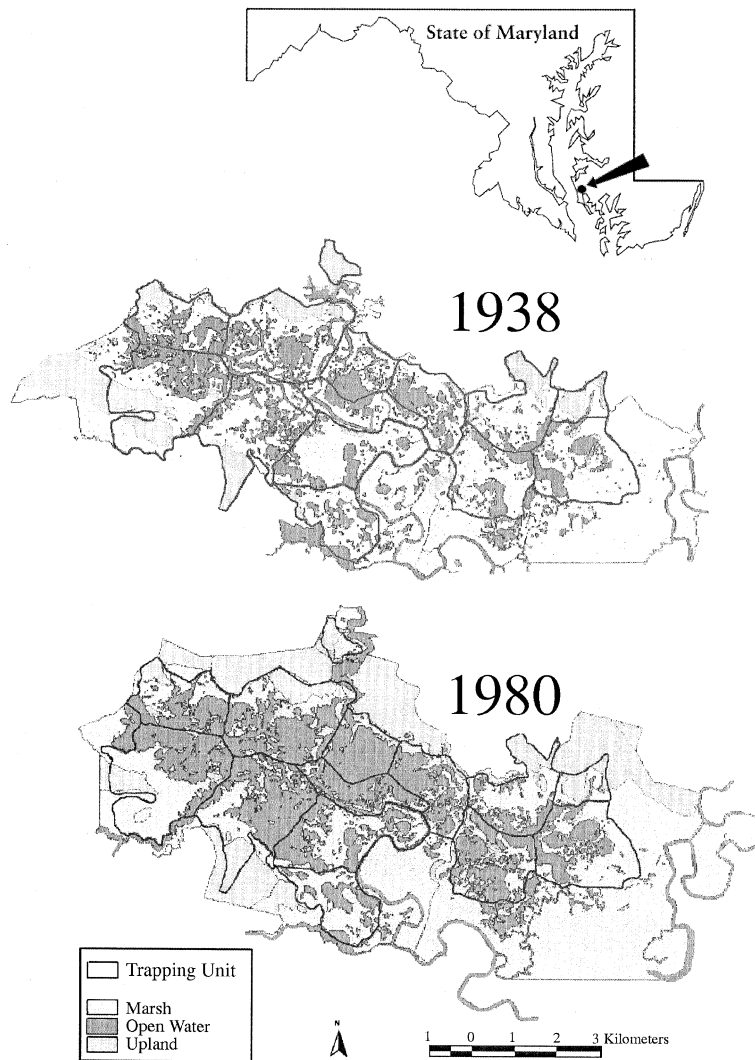 State of Maryland
1938
1980
Trapping Unit
Marsh
Open Water
Upland
N
1 0 1 2 3 Kilometers